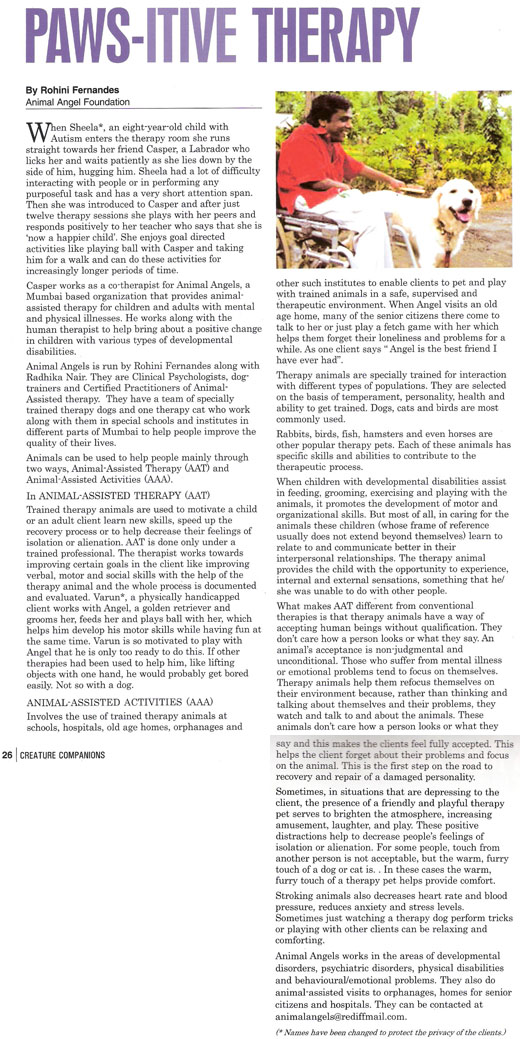 PAWS-ITIVE THERAPY
By Rohini Fernandes
Animal Angel Foundation
When Sheela*, an eight-year-old child with
Autism enters the therapy room she runs
straight towards her friend Casper, a Labrador who
licks her and waits patiently as she lies down by the
side of him, hugging him. Sheela had a lot of difficulty
interacting with people or in performing any
purposeful task and has a very short attention span.
Then she was introduced to Casper and after just
twelve therapy sessions she plays with her peers and
responds positively to her teacher who says that she is
'now a happier child'. She enjoys goal directed
activities like playing ball with Casper and taking
him for a walk and can do these activities for
increasingly longer periods of time.
Casper works as a co-therapist for Animal Angels, a
Mumbai based organization that provides animal-
assisted therapy for children and adults with mental
and physical illnesses. He works along with the
human therapist to help bring about a positive change
in children with various types of developmental
disabilities.
Animal Angels is run by Rohini Fernandes along with
Radhika Nair. They are Clinical Psychologists, dog-
trainers and Certified Practitioners of Animal-
Assisted therapy. They have a team of specially
trained therapy dogs and one therapy cat who work
along with them in special schools and institutes in
different parts of Mumbai to help people improve the
quality of their lives.
Animals can be used to help people mainly through
two ways, Animal-Assisted Therapy (AAT) and
Animal-Assisted Activities (AAA).
In ANIMAL-ASSISTED THERAPY (AAT)
Trained therapy animals are used to motivate a child
or an adult client learn new skills, speed up the
recovery process or to help decrease their feelings of
isolation or alienation. AAT is done only under a
trained professional. The therapist works towards
improving certain goals in the client like improving
verbal, motor and social skills with the help of the
therapy animal and the whole process is documented
and evaluated. Varun*, a physically handicapped
client works with Angel, a golden retriever and
grooms her, feeds her and plays ball with her, which
helps him develop his motor skills while having fun at
the same time. Varun is so motivated to play with
Angel that he is only too ready to do this. If other
therapies had been used to help him, like lifting
objects with one hand, he would probably get bored
easily. Not so with a dog.
ANIMAL-ASSISTED ACTIVITIES (AAA)
Involves the use of trained therapy animals at
schools, hospitals, old age homes, orphanages and
26 | CREATURE COMPANIONS
other such institutes to enable clients to pet and play
with trained animals in a safe, supervised and
therapeutic environment. When Angel visits an old
age home, many of the senior citizens there come to
talk to her or just play a fetch game with her which
helps them forget their loneliness and problems for a
while. As one client says " Angel is the best friend I
have ever had".
Therapy animals are specially trained for interaction
with different types of populations. They are selected
on the basis of temperament, personality, health and
ability to get trained. Dogs, cats and birds are most
commonly used.
Rabbits, birds, fish, hamsters and even horses are
other popular therapy pets. Each of these animals has
specific skills and abilities to contribute to the
therapeutic process.
When children with developmental disabilities assist
in feeding, grooming, exercising and playing with the
animals, it promotes the development of motor and
organizational skills. But most of all, in caring for the
animals these children (whose frame of reference
usually does not extend beyond themselves) learn to
relate to and communicate better in their
interpersonal relationships. The therapy animal
provides the child with the opportunity to experience,
internal and external sensations, something that he/
she was unable to do with other people.
What makes AAT different from conventional
therapies is that therapy animals have a way of
accepting human beings without qualification. They
don't care how a person looks or what they say. An
animal's acceptance is non-judgmental and
unconditional. Those who suffer from mental illness
or emotional problems tend to focus on themselves.
Therapy animals help them refocus themselves on
their environment because, rather than thinking and
talking about themselves and their problems, they
watch and talk to and about the animals. These
animals don't care how a person looks or what they
say and this makes the clients feel fully accepted. This
helps the client forget about their problems and focus
on the animal. This is the first step on the road to
recovery and repair of a damaged personality.
Sometimes, in situations that are depressing to the
client, the presence of a friendly and playful therapy
pet serves to brighten the atmosphere, increasing
amusement, laughter, and play. These positive
distractions help to decrease people's feelings of
isolation or alienation. For some people, touch from
another person is not acceptable, but the warm, furry
touch of a dog or cat is. . In these cases the warm,
furry touch of a therapy pet helps provide comfort.
Stroking animals also decreases heart rate and blood
pressure, reduces anxiety and stress levels.
Sometimes just watching a therapy dog perform tricks
or playing with other clients can be relaxing and
comforting.
Animal Angels works in the areas of developmental
disorders, psychiatric disorders, physical disabilities
and behavioural/emotional problems. They also do
animal-assisted visits to orphanages, homes for senior
citizens and hospitals. They can be contacted at
animalangels@rediffmail.com.
(* Names have been changed to protect the privacy of the clients.)